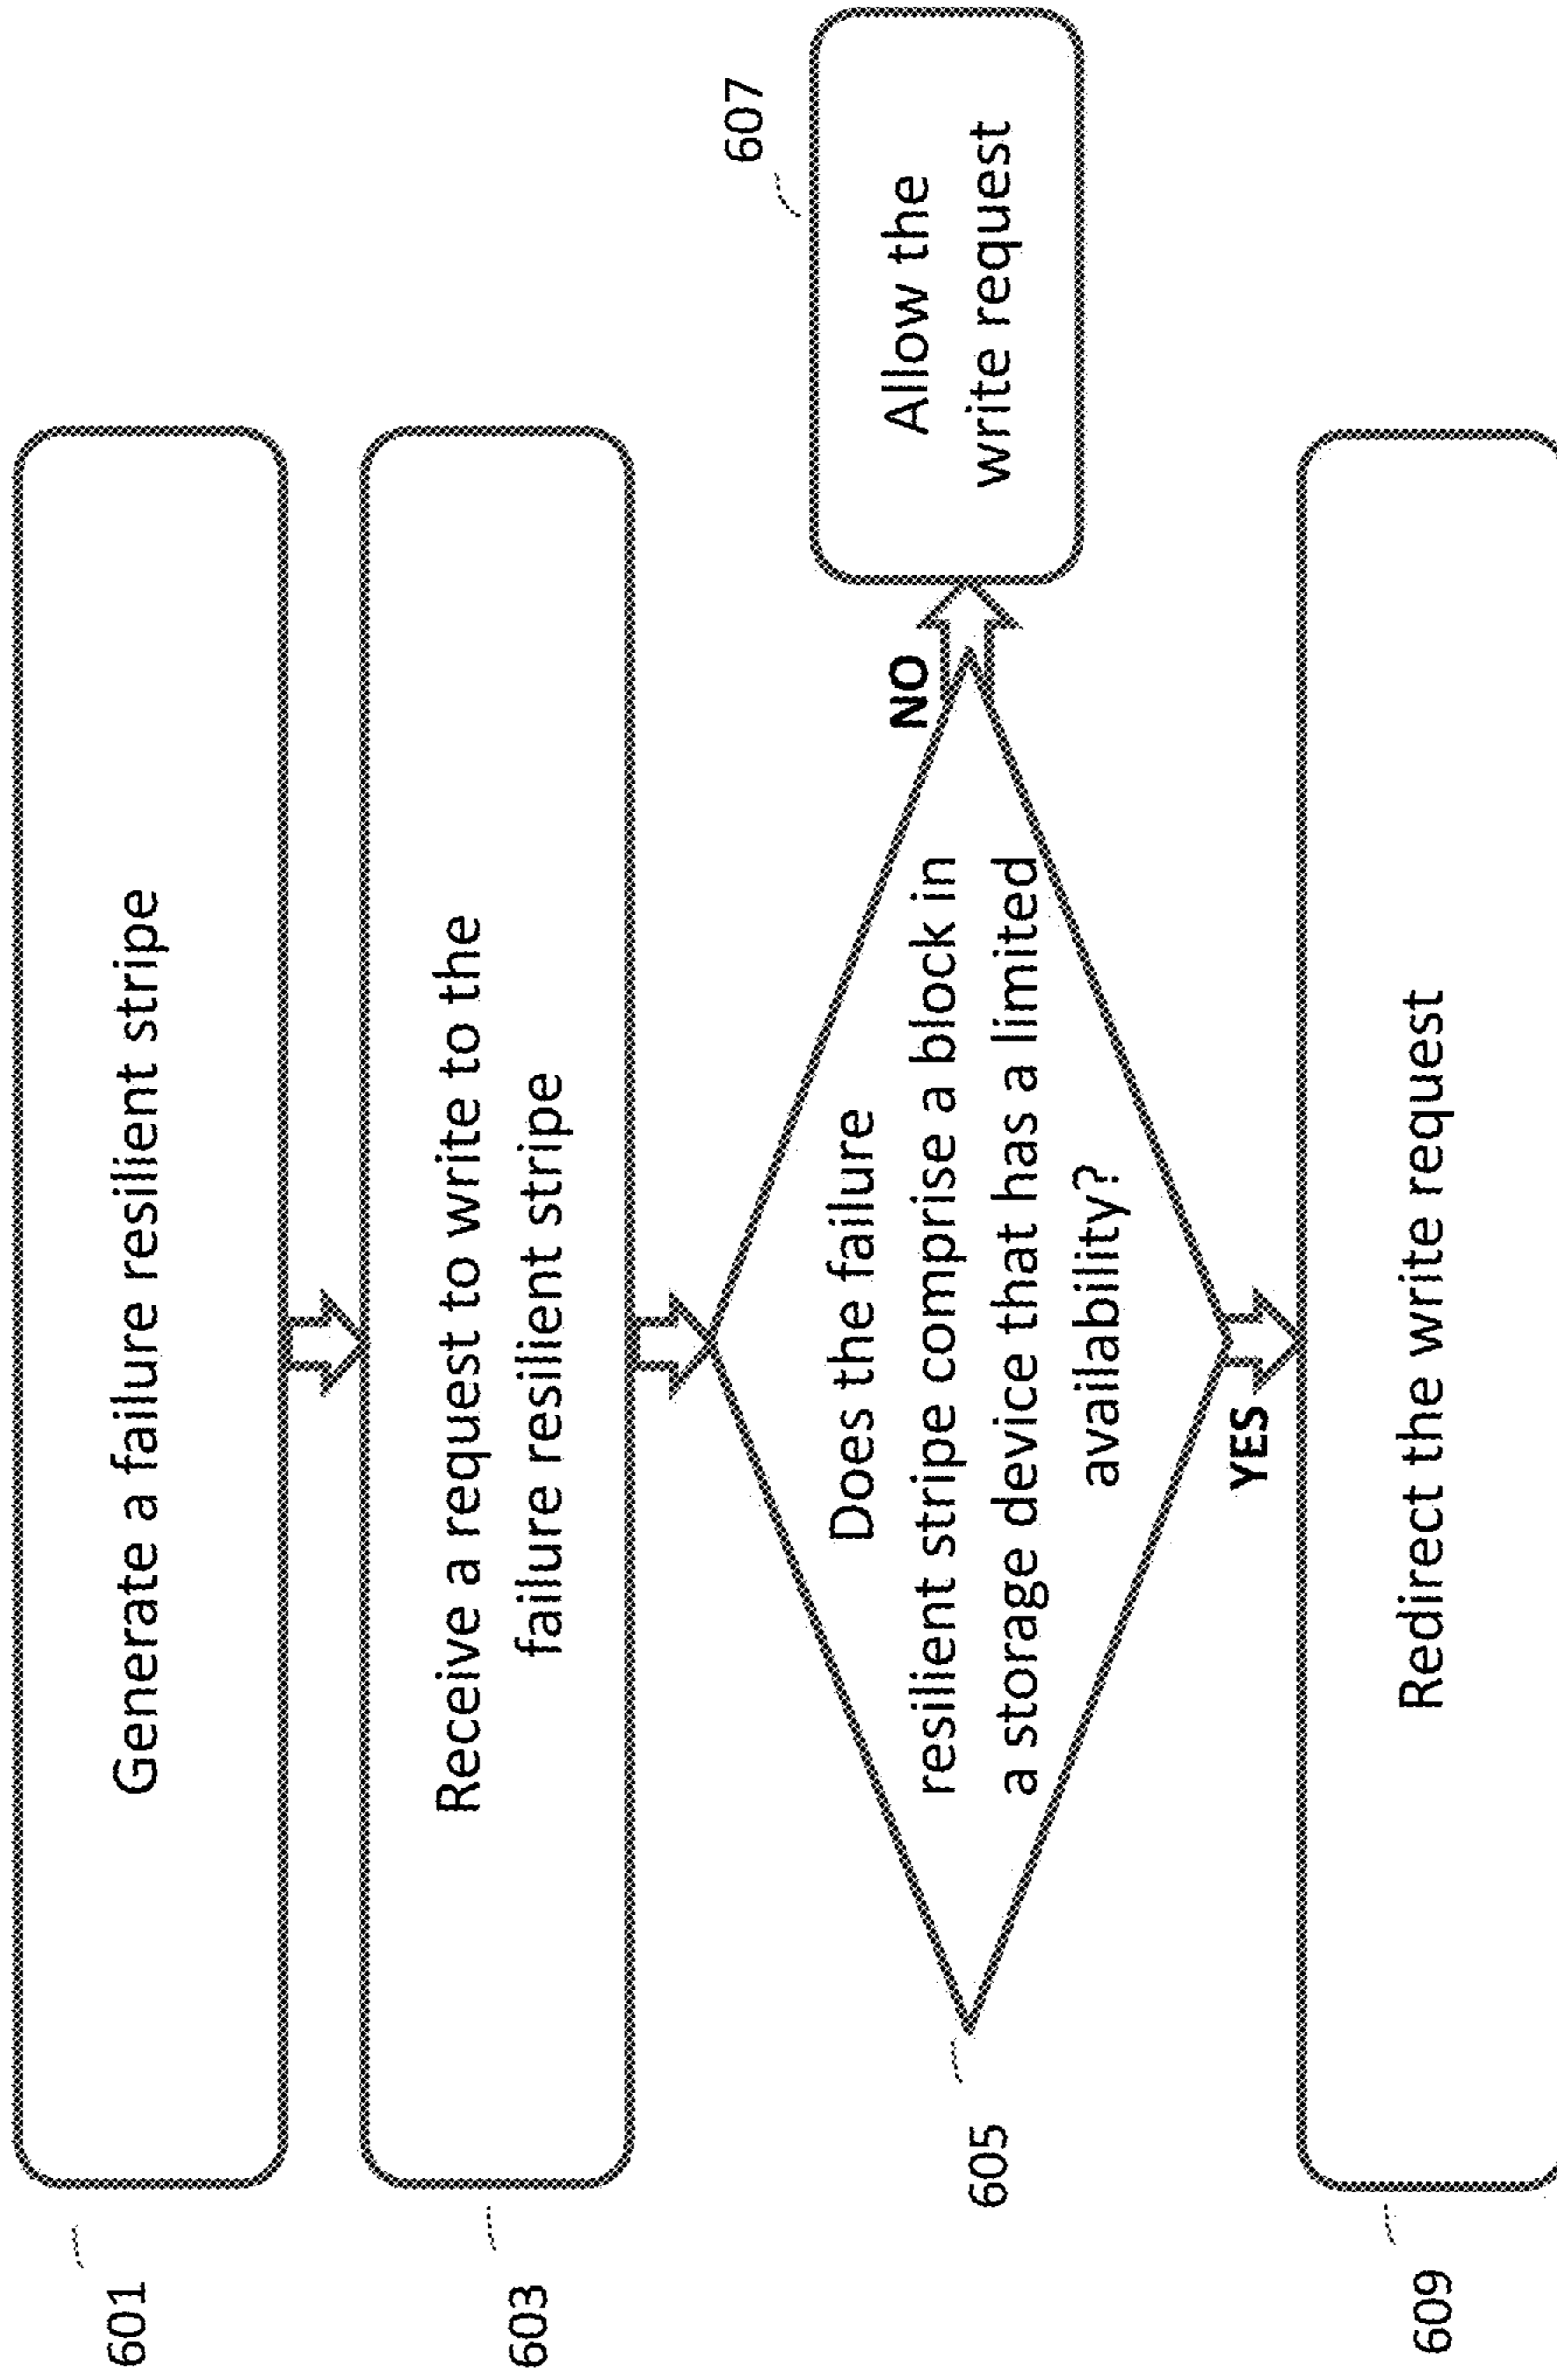 601
Generate a failure resilient stripe
603
Receive a request to write to the
failure resilient stripe
605
Does the failure
resilient stripe comprise a block in
a storage device that has a limited
availability?
NO
607
Allow the
write request
YES
609
Redirect the write request